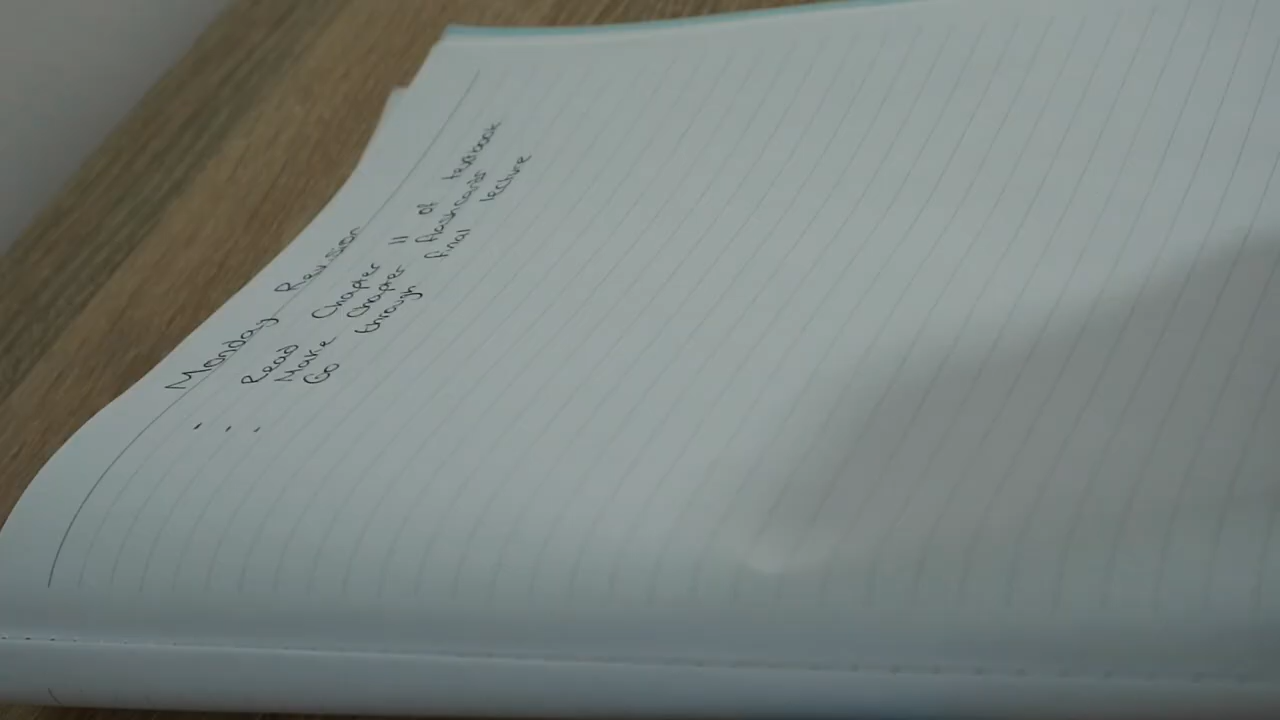 Monday Revision
· Read Chapter 11 of textbook
· Make Chapter flashcards
· Go through final lecture